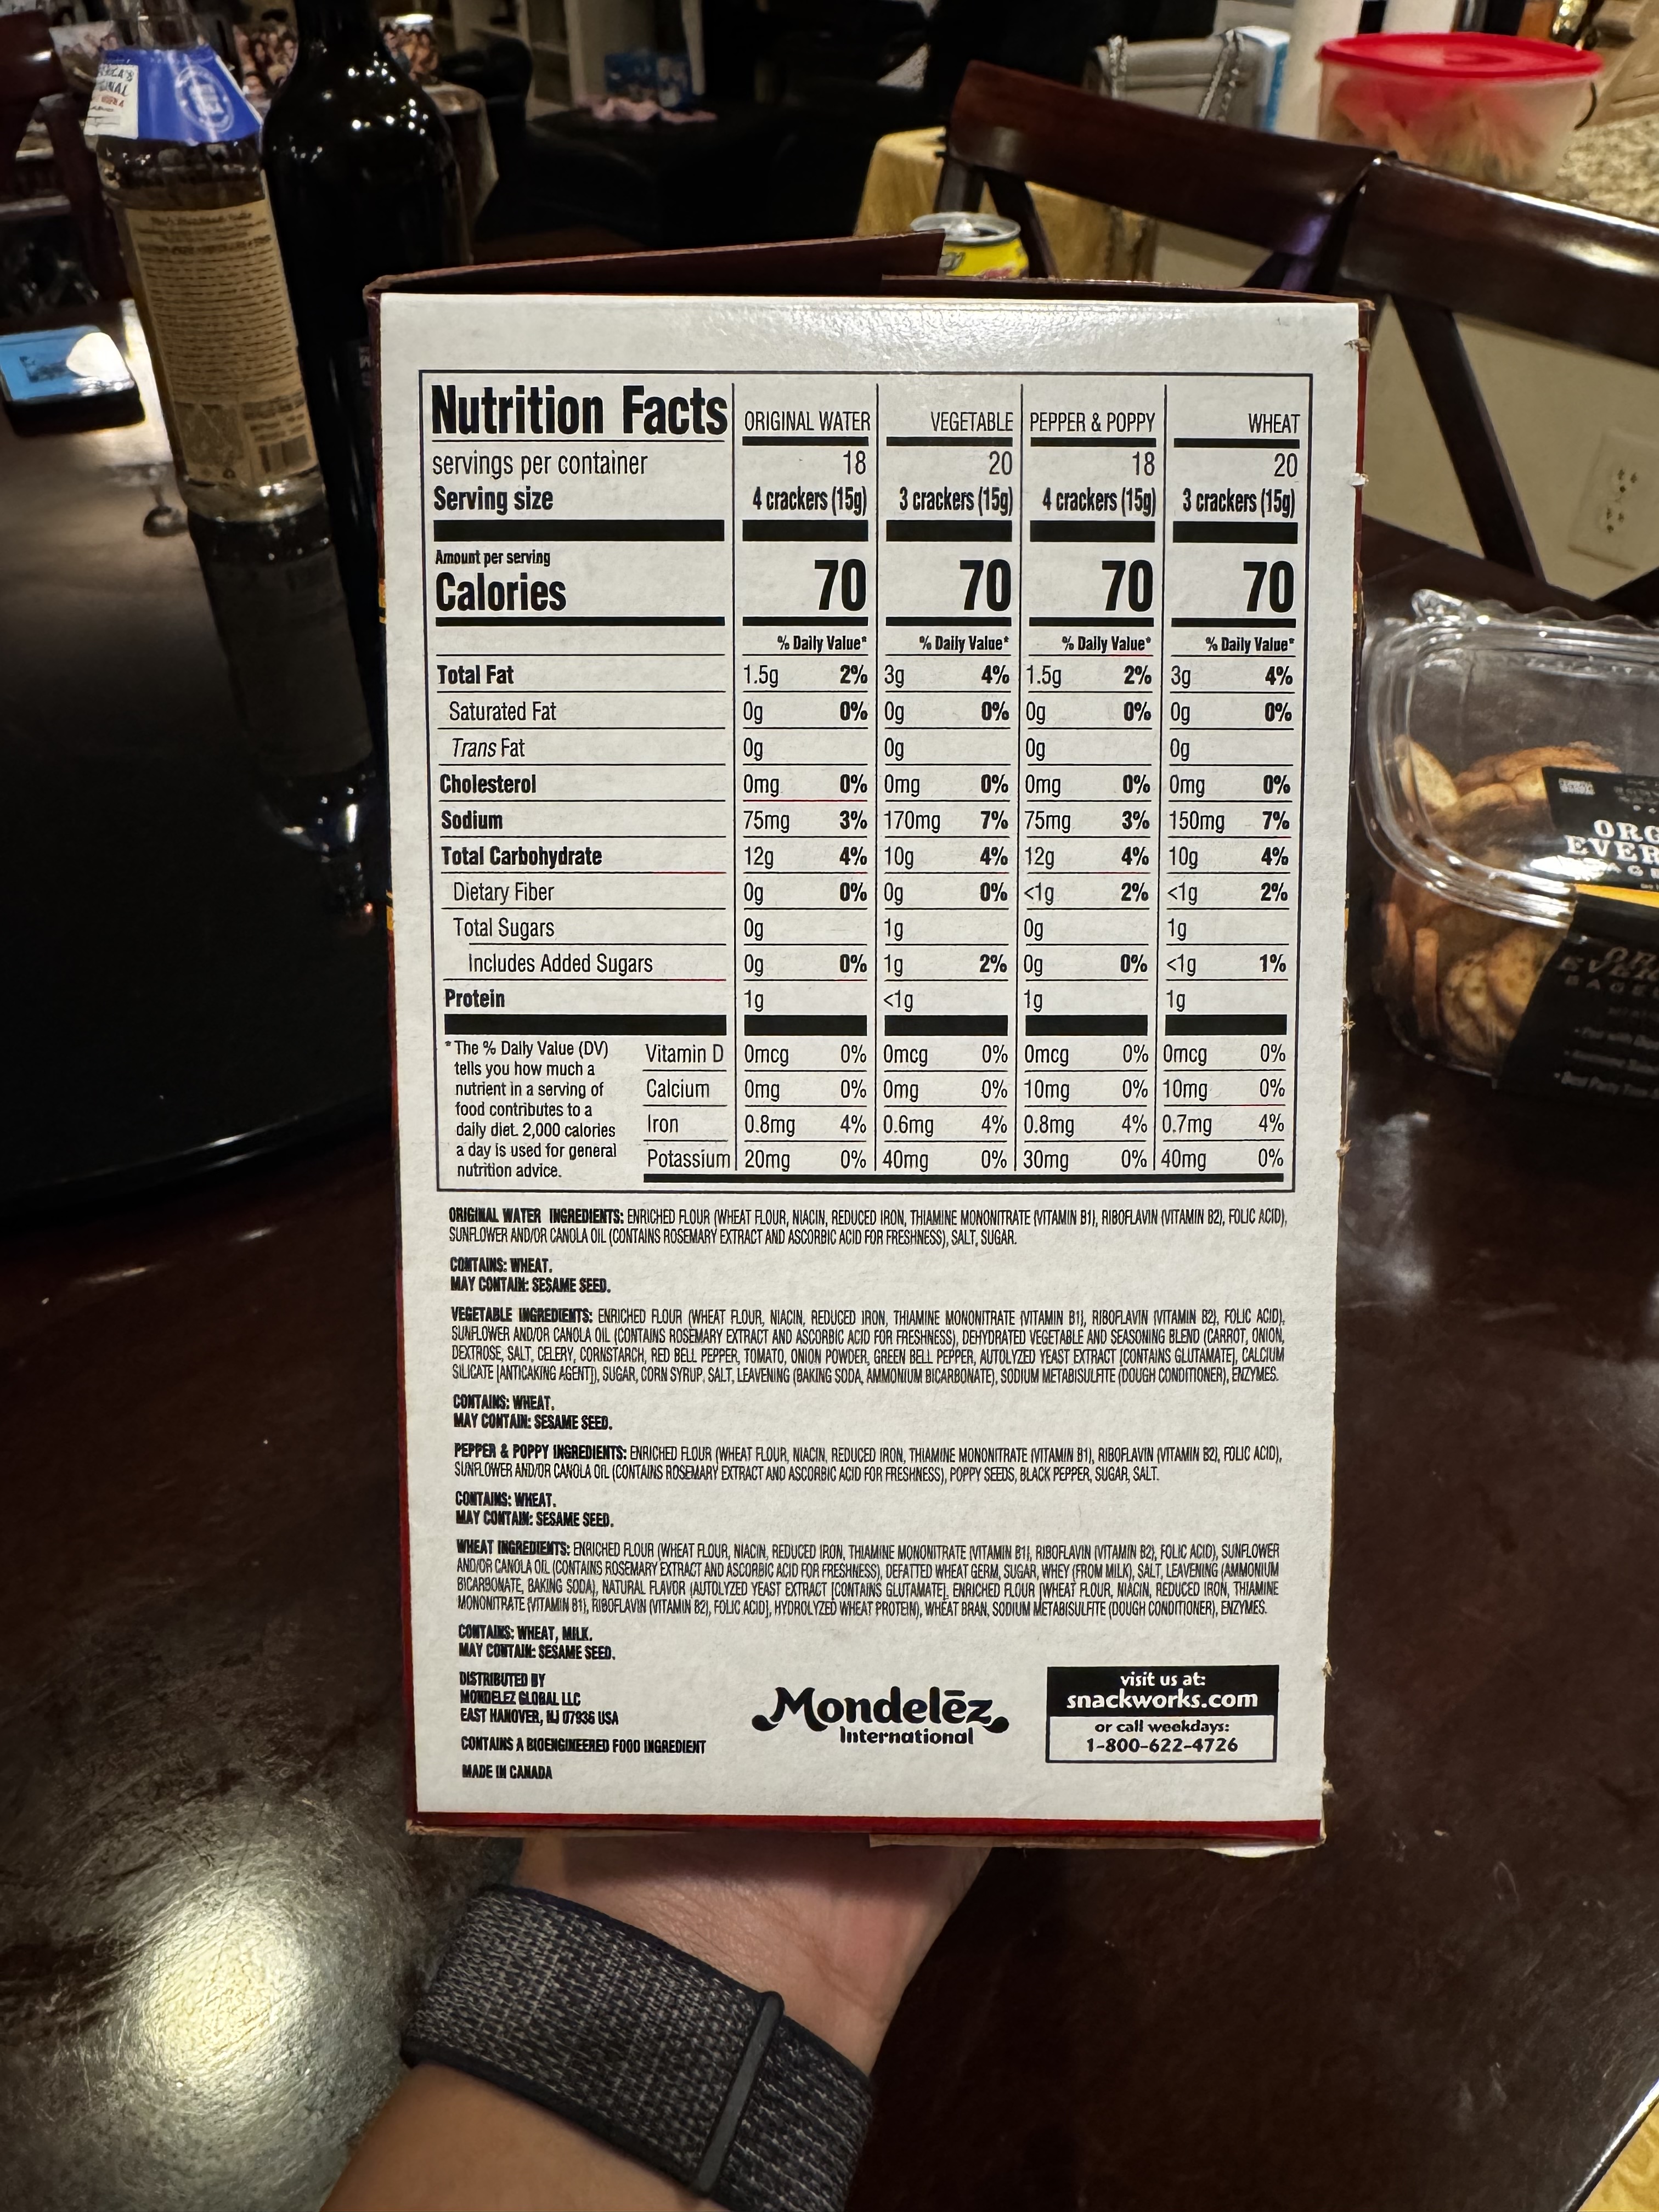 Nutrition Facts ORIGINAL WATER VEGETABLE PEPPER & POPPY WHEAT
servings per container 18 20 18 20
Serving size 4 crackers (15g) 3 crackers (15g) 4 crackers (15g) 3 crackers (15g)
Amount per serving
Calories 70 70 70 70
% Daily Value* % Daily Value* % Daily Value* % Daily Value*
Total Fat 1.5g 2% 3g 4% 1.5g 2% 3g 4%
Saturated Fat 0g 0% 0g 0% 0g 0% 0g 0%
Trans Fat 0g 0g 0g 0g
Cholesterol 0mg 0% 0mg 0% 0mg 0% 0mg 0%
Sodium 75mg 3% 170mg 7% 75mg 3% 150mg 7%
Total Carbohydrate 12g 4% 10g 4% 12g 4% 10g 4%
Dietary Fiber 0g 0% 0g 0% <1g 2% <1g 2%
Total Sugars 0g 1g 0g 1g
Includes Added Sugars 0g 0% 1g 2% 0g 0% <1g 1%
Protein 1g <1g 1g 1g
* The % Daily Value (DV)
tells you how much a
nutrient in a serving of
food contributes to a
daily diet. 2,000 calories
a day is used for general
nutrition advice.
Vitamin D 0mcg 0% 0mcg 0% 0mcg 0% 0mcg 0%
Calcium 0mg 0% 0mg 0% 10mg 0% 10mg 0%
Iron 0.8mg 4% 0.6mg 4% 0.8mg 4% 0.7mg 4%
Potassium 20mg 0% 40mg 0% 30mg 0% 40mg 0%
ORIGINAL WATER INGREDIENTS: ENRICHED FLOUR (WHEAT FLOUR, NIACIN, REDUCED IRON, THIAMINE MONONITRATE {VITAMIN B1}, RIBOFLAVIN {VITAMIN B2}, FOLIC ACID),
SUNFLOWER AND/OR CANOLA OIL (CONTAINS ROSEMARY EXTRACT AND ASCORBIC ACID FOR FRESHNESS), SALT, SUGAR.
CONTAINS: WHEAT.
MAY CONTAIN: SESAME SEED.
VEGETABLE INGREDIENTS: ENRICHED FLOUR (WHEAT FLOUR, NIACIN, REDUCED IRON, THIAMINE MONONITRATE {VITAMIN B1}, RIBOFLAVIN {VITAMIN B2}, FOLIC ACID),
SUNFLOWER AND/OR CANOLA OIL (CONTAINS ROSEMARY EXTRACT AND ASCORBIC ACID FOR FRESHNESS), DEHYDRATED VEGETABLE AND SEASONING BLEND (CARROT, ONION,
DEXTROSE, SALT, CELERY, CORNSTARCH, RED BELL PEPPER, TOMATO, ONION POWDER, GREEN BELL PEPPER, AUTOLYZED YEAST EXTRACT [CONTAINS GLUTAMATE], CALCIUM
SILICATE [ANTICAKING AGENT]), SUGAR, CORN SYRUP, SALT, LEAVENING (BAKING SODA, AMMONIUM BICARBONATE), SODIUM METABISULFITE (DOUGH CONDITIONER), ENZYMES.
CONTAINS: WHEAT.
MAY CONTAIN: SESAME SEED.
PEPPER & POPPY INGREDIENTS: ENRICHED FLOUR (WHEAT FLOUR, NIACIN, REDUCED IRON, THIAMINE MONONITRATE {VITAMIN B1}, RIBOFLAVIN {VITAMIN B2}, FOLIC ACID),
SUNFLOWER AND/OR CANOLA OIL (CONTAINS ROSEMARY EXTRACT AND ASCORBIC ACID FOR FRESHNESS), POPPY SEEDS, BLACK PEPPER, SUGAR, SALT.
CONTAINS: WHEAT.
MAY CONTAIN: SESAME SEED.
WHEAT INGREDIENTS: ENRICHED FLOUR (WHEAT FLOUR, NIACIN, REDUCED IRON, THIAMINE MONONITRATE {VITAMIN B1}, RIBOFLAVIN {VITAMIN B2}, FOLIC ACID), SUNFLOWER
AND/OR CANOLA OIL (CONTAINS ROSEMARY EXTRACT AND ASCORBIC ACID FOR FRESHNESS), DEFATTED WHEAT GERM, SUGAR, WHEY (FROM MILK), SALT, LEAVENING (AMMONIUM
BICARBONATE, BAKING SODA), NATURAL FLAVOR (AUTOLYZED YEAST EXTRACT [CONTAINS GLUTAMATE], ENRICHED FLOUR [WHEAT FLOUR, NIACIN, REDUCED IRON, THIAMINE
MONONITRATE {VITAMIN B1}, RIBOFLAVIN {VITAMIN B2}, FOLIC ACID], HYDROLYZED WHEAT PROTEIN), WHEAT BRAN, SODIUM METABISULFITE (DOUGH CONDITIONER), ENZYMES.
CONTAINS: WHEAT, MILK.
MAY CONTAIN: SESAME SEED.
DISTRIBUTED BY
MONDELEZ GLOBAL LLC
EAST HANOVER, NJ 07936 USA
CONTAINS A BIOENGINEERED FOOD INGREDIENT
MADE IN CANADA
Mondelēz
International
visit us at:
snackworks.com
or call weekdays:
1-800-622-4726
ORG
EVER